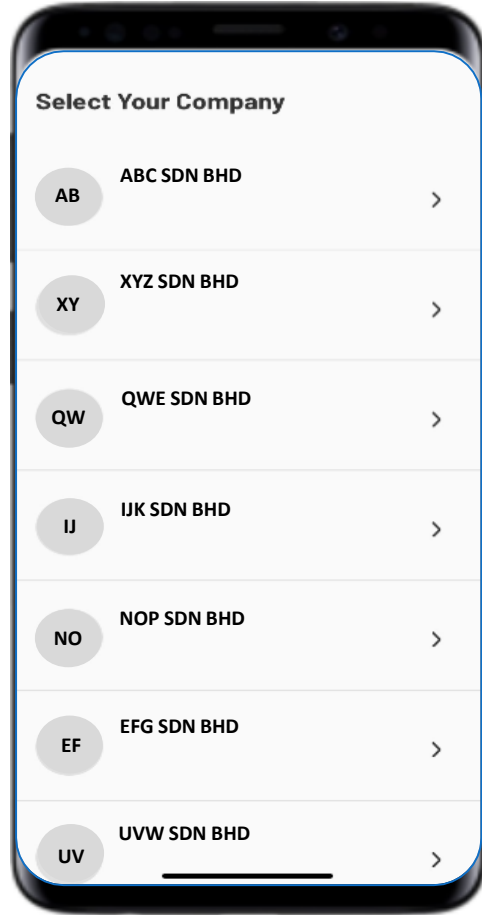 Select Your Company
AB
ABC SDN BHD
XY
XYZ SDN BHD
QW
QWE SDN BHD
IJ
IJK SDN BHD
NO
NOP SDN BHD
EF
EFG SDN BHD
UV
UVW SDN BHD